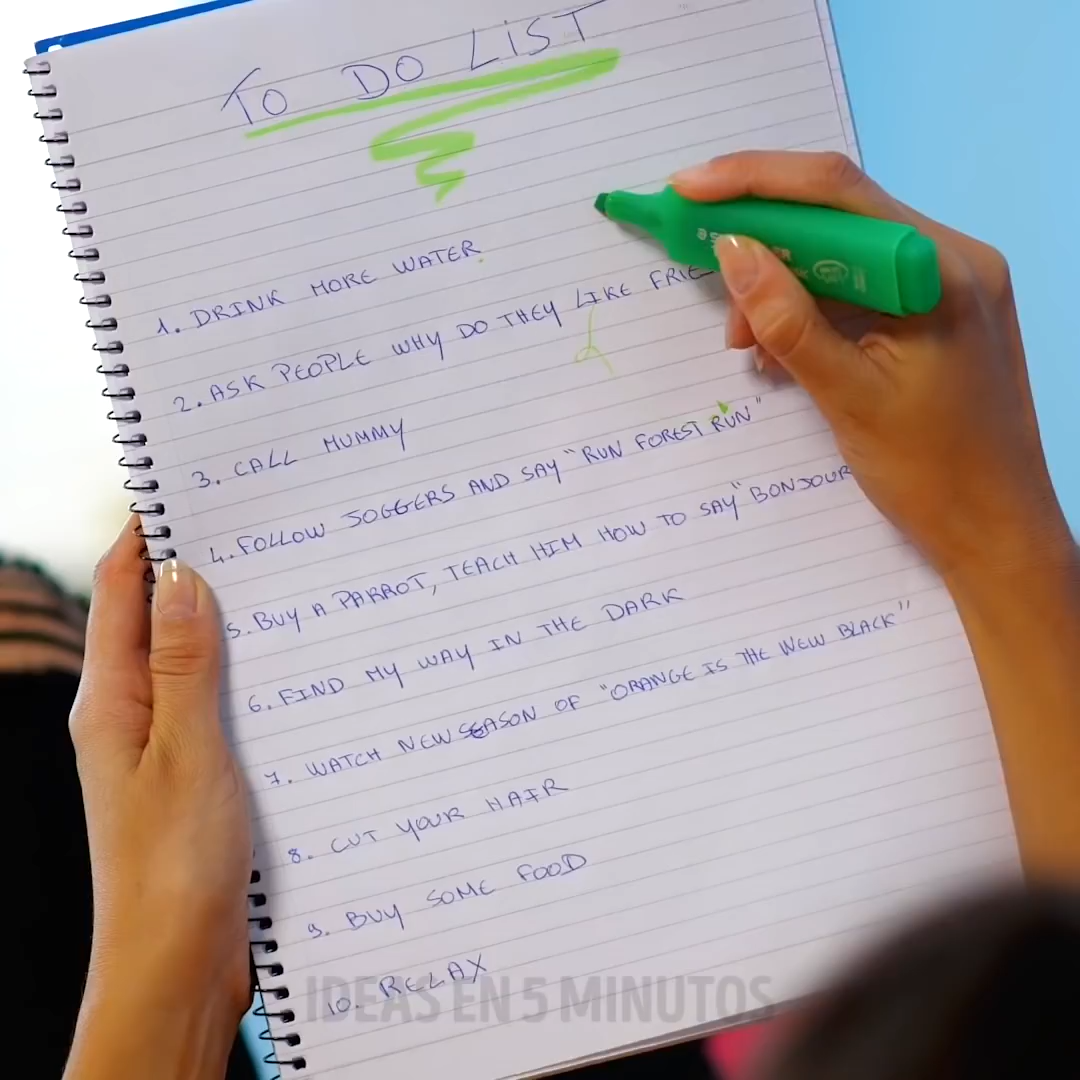 TO DO LIST
1. DRINK MORE WATER.
2. ASK PEOPLE WHY DO THEY LIKE
3. CALL MUMMY
4. FOLLOW JOGGERS AND SAY "RUN FOREST RUN"
5. BUY A PARROT, TEACH HIM HOW TO SAY "BONJOUR
6. FIND MY WAY IN THE DARK
7. WATCH NEW SEASON OF "ORANGE IS THE NEW BLACK"
8. CUT YOUR HAIR
9. BUY SOME FOOD
10. RELAX
IDEAS EN 5 MINUTOS